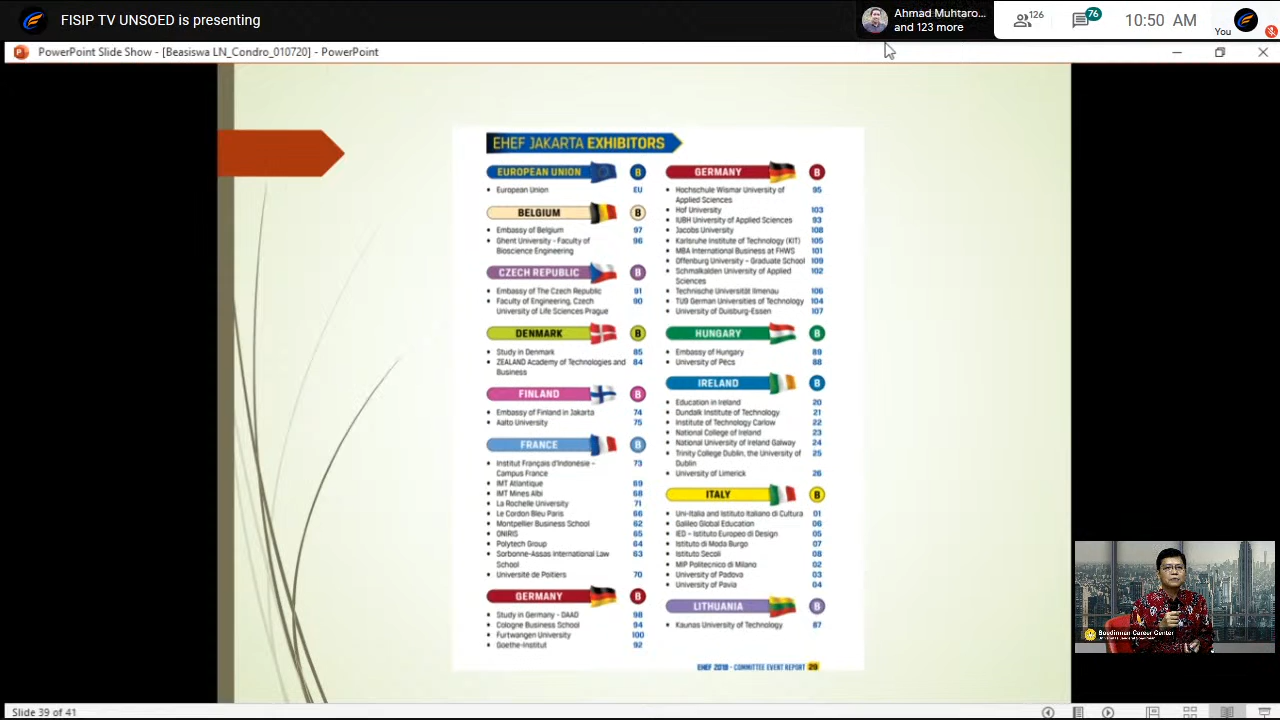 FISIP TV UNSOED is presenting
Ahmad Muhtaro...
and 123 more
126
76
10:50 AM
You
PowerPoint Slide Show - [Beasiswa LN_Condro_010720] - PowerPoint
EHEF JAKARTA EXHIBITORS
EUROPEAN UNION B
• European Union EU
BELGIUM B
• Embassy of Belgium 97
• Ghent University - Faculty of 96
Bioscience Engineering
CZECH REPUBLIC B
• Embassy of The Czech Republic 91
• Faculty of Engineering, Czech 90
University of Life Sciences Prague
DENMARK B
• Study in Denmark 85
• ZEALAND Academy of Technologies and 84
Business
FINLAND B
• Embassy of Finland in Jakarta 74
• Aalto University 75
FRANCE B
• Institut Français d'Indonésie - 73
Campus France
• IMT Atlantique 69
• IMT Mines Albi 68
• La Rochelle University 71
• Le Cordon Bleu Paris 66
• Montpellier Business School 62
• ONIRIS 65
• Polytech Group 64
• Sorbonne-Assas International Law 63
School
• Université de Poitiers 70
GERMANY B
• Study in Germany - DAAD 98
• Cologne Business School 94
• Furtwangen University 100
• Goethe-Institut 92
GERMANY B
• Hochschule Wismar University of 95
Applied Sciences
• Hof University 103
• IUBH University of Applied Sciences 93
• Jacobs University 108
• Karlsruhe Institute of Technology (KIT) 105
• MBA International Business at FHWS 101
• Offenburg University - Graduate School 109
• Schmalkalden University of Applied 102
Sciences
• Technische Universität Ilmenau 106
• TU9 German Universities of Technology 104
• University of Duisburg-Essen 107
HUNGARY B
• Embassy of Hungary 89
• University of Pécs 88
IRELAND B
• Education in Ireland 20
• Dundalk Institute of Technology 21
• Institute of Technology Carlow 22
• National College of Ireland 23
• National University of Ireland Galway 24
• Trinity College Dublin, the University of 25
Dublin
• University of Limerick 26
ITALY B
• Uni-Italia and Istituto Italiano di Cultura 01
• Galileo Global Education 06
• IED - Istituto Europeo di Design 05
• Istituto di Moda Burgo 07
• Istituto Secoli 08
• MIP Politecnico di Milano 02
• University of Padova 03
• University of Pavia 04
LITHUANIA B
• Kaunas University of Technology 87
EHEF 2019 - COMMITTEE EVENT REPORT 29
Soedirman Career Center
Slide 39 of 41